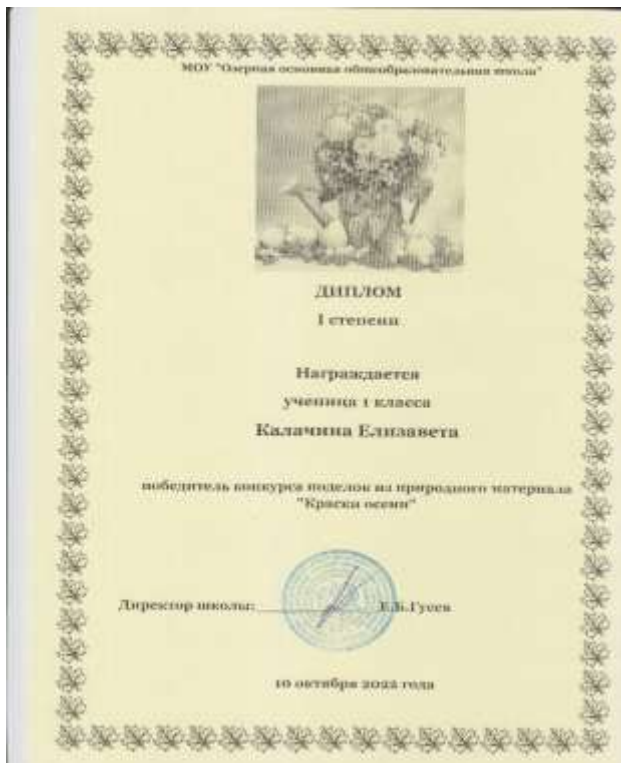 МОУ "Озерная основная общеобразовательная школа"
ДИПЛОМ
I степени
Награждается
ученица 1 класса
Калачина Елизавета
победитель конкурса поделок из природного материала
"Краски осени"
Директор школы: Е.Б.Гусев
10 октября 2022 года